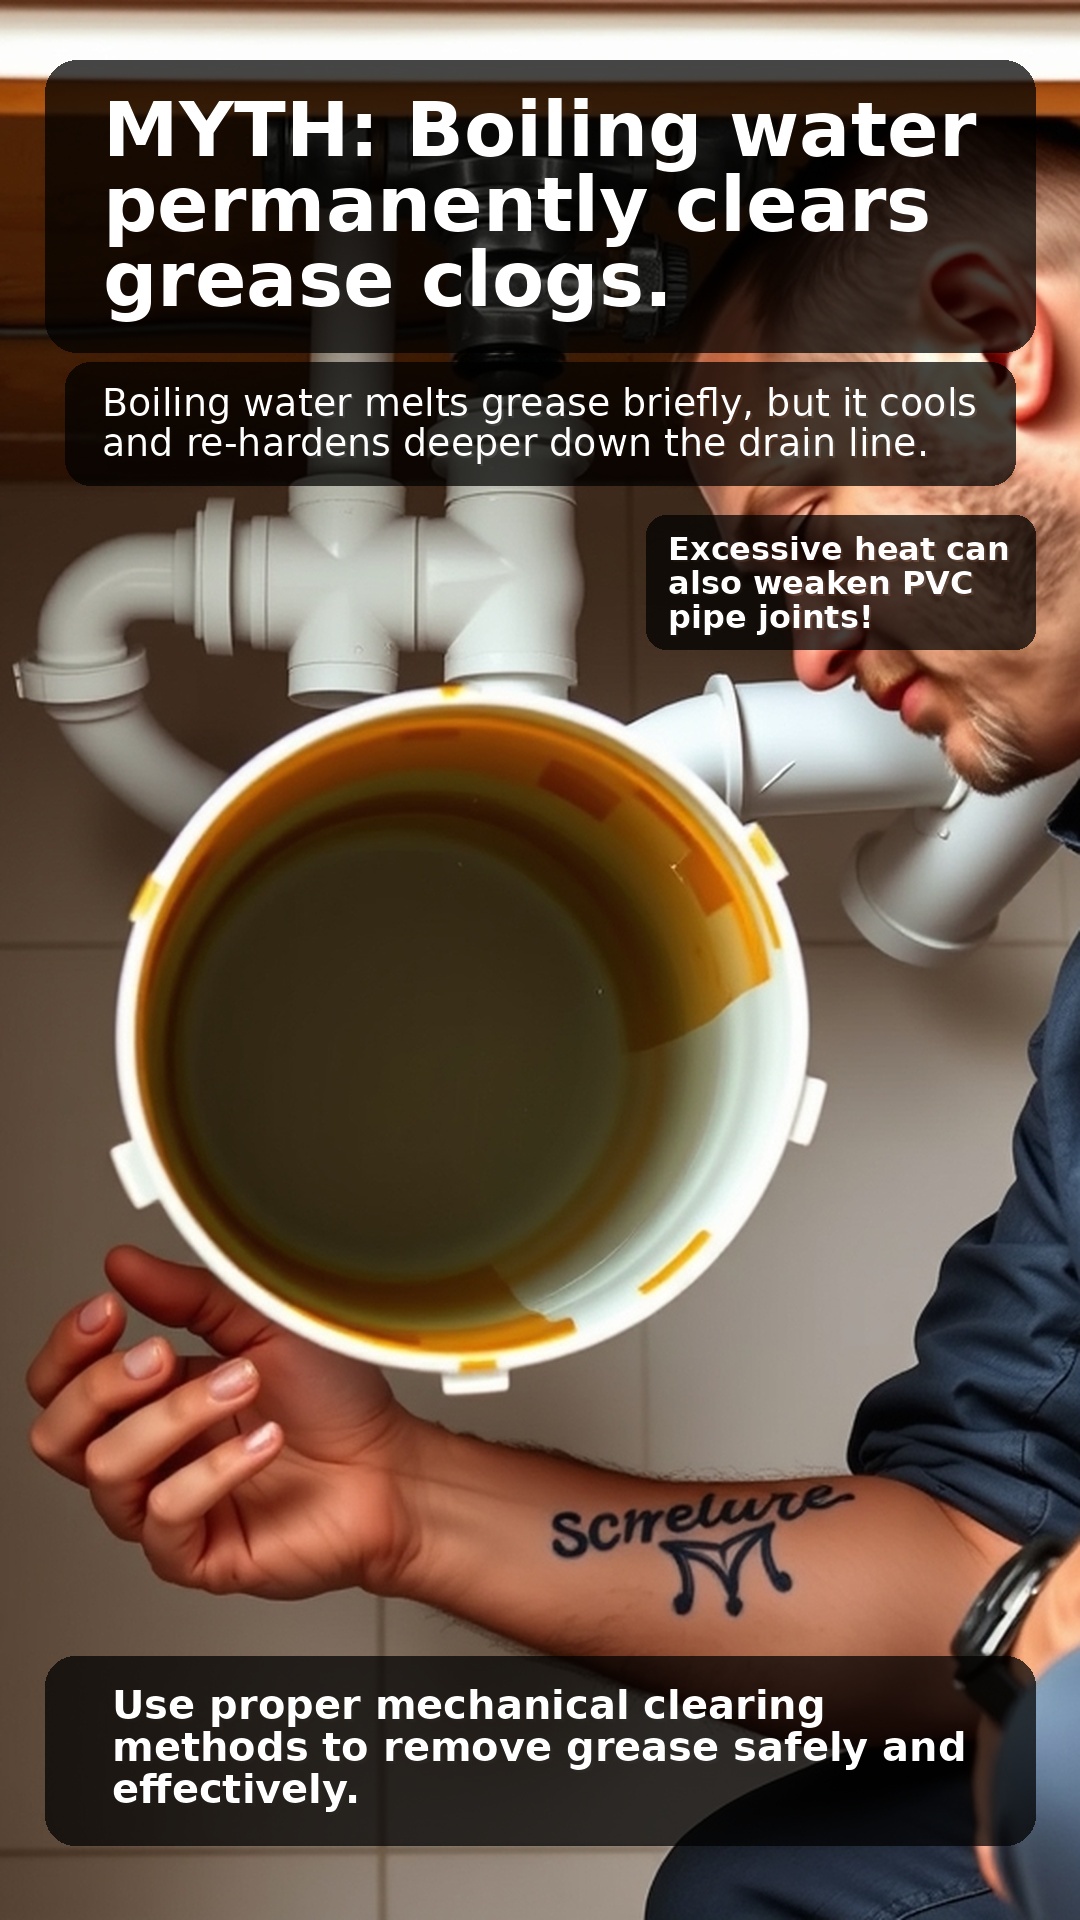 MYTH: Boiling water
permanently clears
grease clogs.
Boiling water melts grease briefly, but it cools
and re-hardens deeper down the drain line.
Excessive heat can
also weaken PVC
pipe joints!
Use proper mechanical clearing
methods to remove grease safely and
effectively.